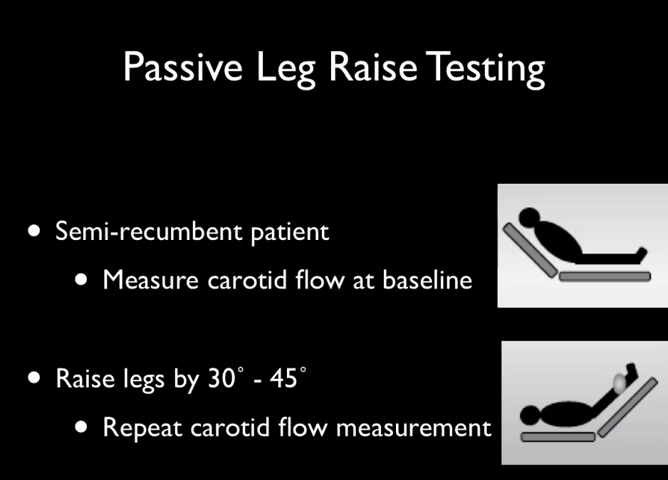 Passive Leg Raise Testing
• Semi-recumbent patient
• Measure carotid flow at baseline
• Raise legs by 30˚ - 45˚
• Repeat carotid flow measurement